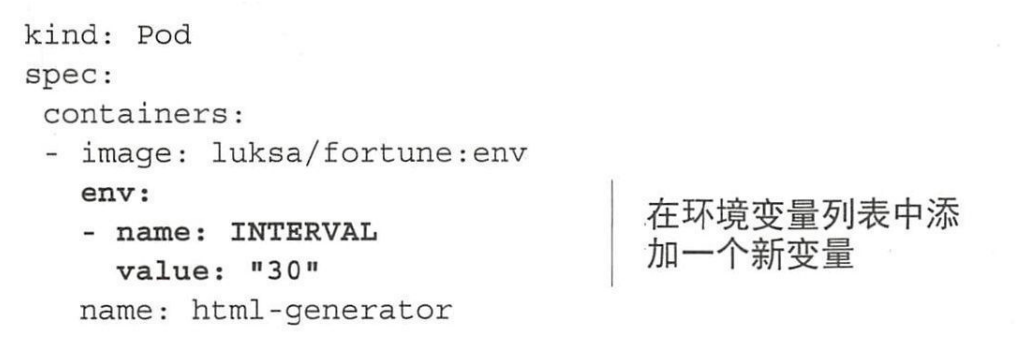 kind: Pod
spec:
 containers:
 - image: luksa/fortune:env
   env:
   - name: INTERVAL
     value: "30"
   name: html-generator
在环境变量列表中添
加一个新变量